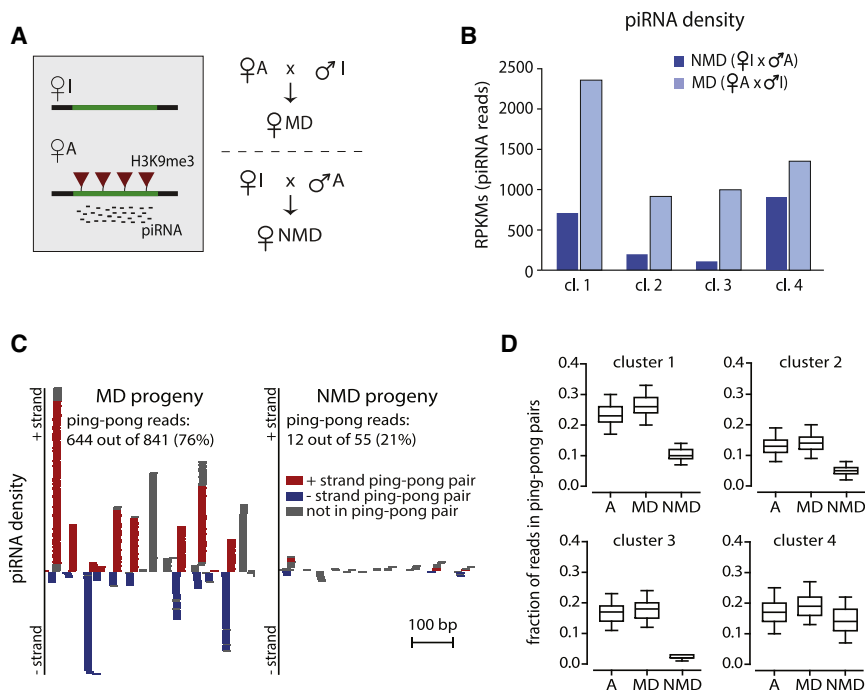 A
♀I
♀A
H3K9me3
piRNA
♀A x ♂I
♀MD
♀I x ♂A
♀NMD
B
piRNA density
NMD (♀I x ♂A)
MD (♀A x ♂I)
RPKMs (piRNA reads)
2500
2000
1500
1000
500
0
cl. 1 cl. 2 cl. 3 cl. 4
C
piRNA density
+ strand
- strand
MD progeny
ping-pong reads:
644 out of 841 (76%)
+ strand
- strand
NMD progeny
ping-pong reads:
12 out of 55 (21%)
+ strand ping-pong pair
- strand ping-pong pair
not in ping-pong pair
100 bp
D
fraction of reads in ping-pong pairs
cluster 1
0.4
0.3
0.2
0.1
0.0
A MD NMD
cluster 2
0.4
0.3
0.2
0.1
0.0
A MD NMD
cluster 3
0.4
0.3
0.2
0.1
0.0
A MD NMD
cluster 4
0.4
0.3
0.2
0.1
0.0
A MD NMD